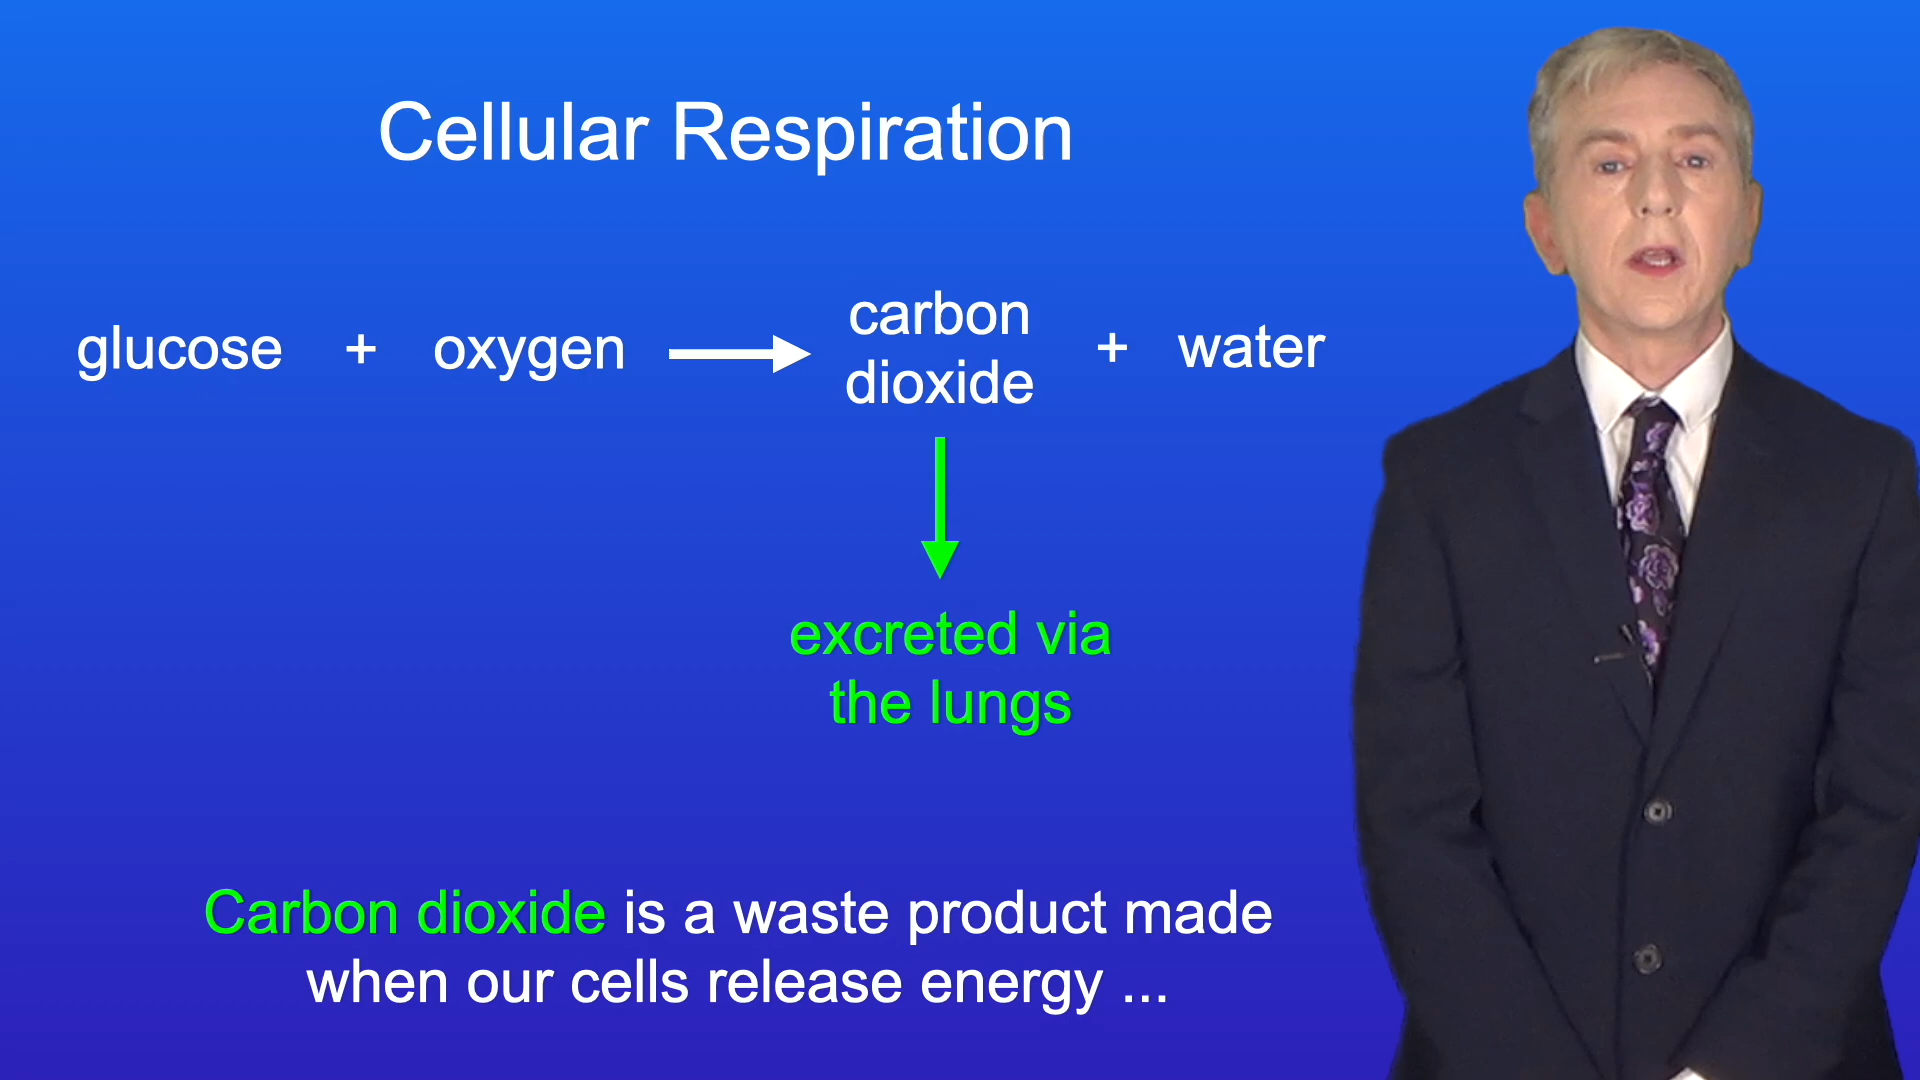 Cellular Respiration
glucose + oxygen → carbon dioxide + water
excreted via
the lungs
Carbon dioxide is a waste product made
when our cells release energy ...